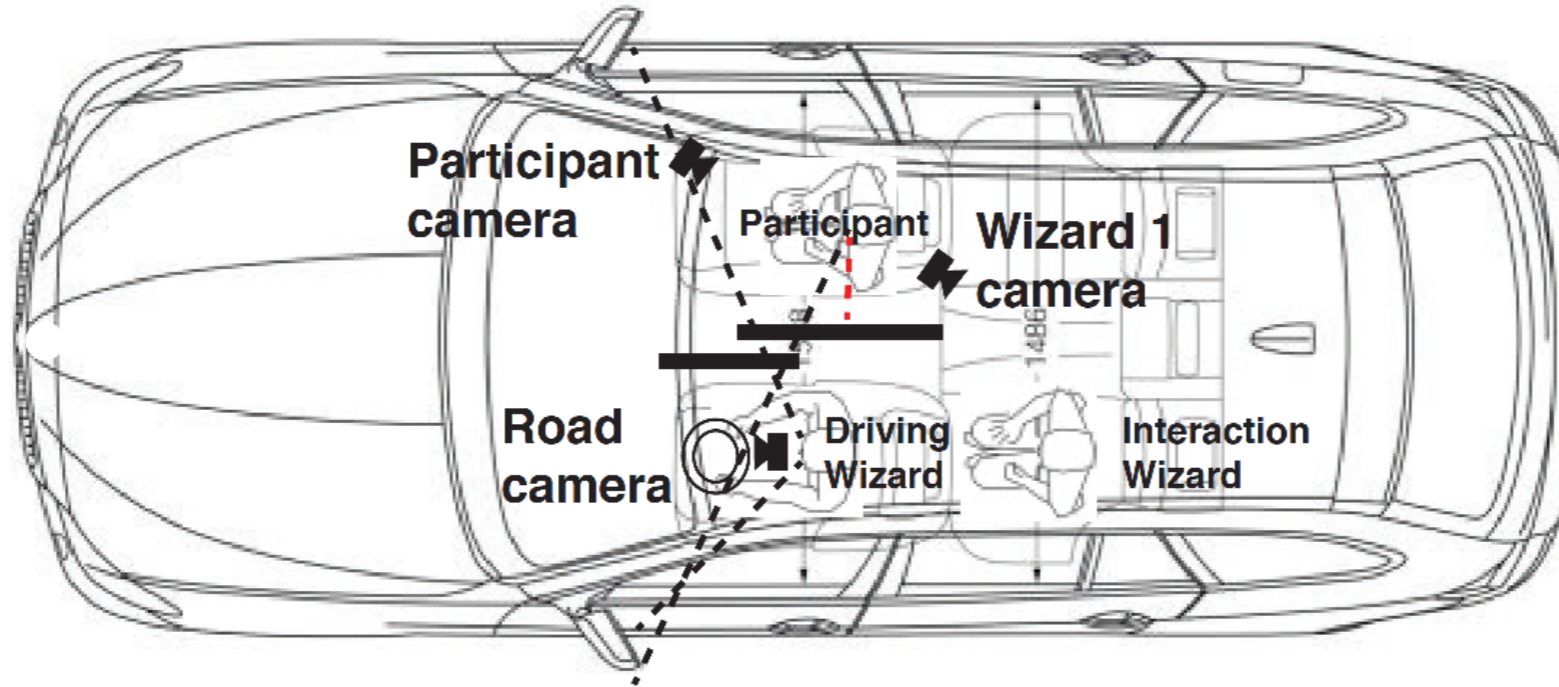 Participant
camera
Participant
Wizard 1
camera
1486
Road
camera
Driving
Wizard
Interaction
Wizard